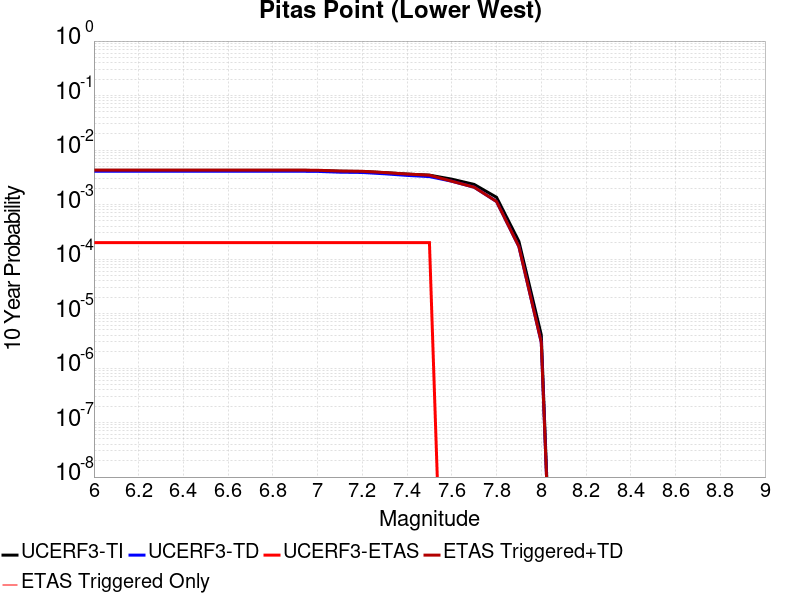 Pitas Point (Lower West)
10 0
10 -1
10 -2
10 -3
10 -4
10 -5
10 -6
10 -7
10 -8
10 Year Probability
6 6.2 6.4 6.6 6.8 7 7.2 7.4 7.6 7.8 8 8.2 8.4 8.6 8.8 9
Magnitude
UCERF3-TI UCERF3-TD UCERF3-ETAS ETAS Triggered+TD
ETAS Triggered Only